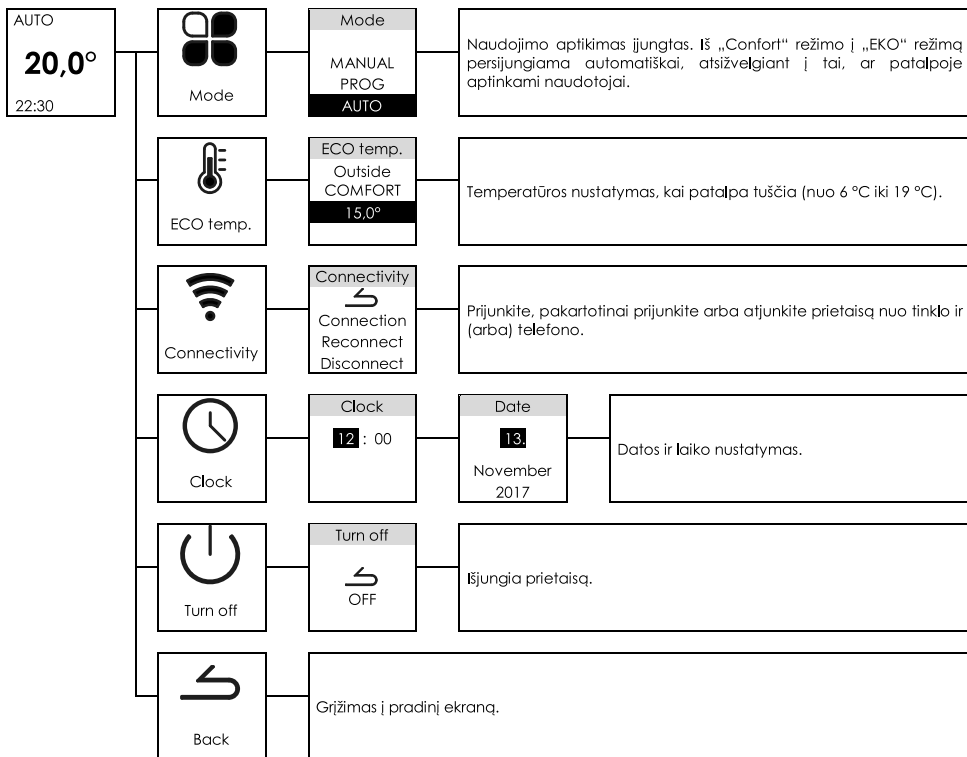 AUTO
20,0°
22:30
Mode
Mode
MANUAL
PROG
AUTO
Naudojimo aptikimas įjungtas. Iš „Confort“ režimo į „EKO“ režimą
persijungiama automatiškai, atsižvelgiant į tai, ar patalpoje
aptinkami naudotojai.
ECO temp.
ECO temp.
Outside
COMFORT
15,0°
Temperatūros nustatymas, kai patalpa tuščia (nuo 6 °C iki 19 °C).
Connectivity
Connectivity
Connection
Reconnect
Disconnect
Prijunkite, pakartotinai prijunkite arba atjunkite prietaisą nuo tinklo ir
(arba) telefono.
Clock
Clock
12 : 00
Date
13.
November
2017
Datos ir laiko nustatymas.
Turn off
Turn off
OFF
Išjungia prietaisą.
Back
Grįžimas į pradinį ekraną.